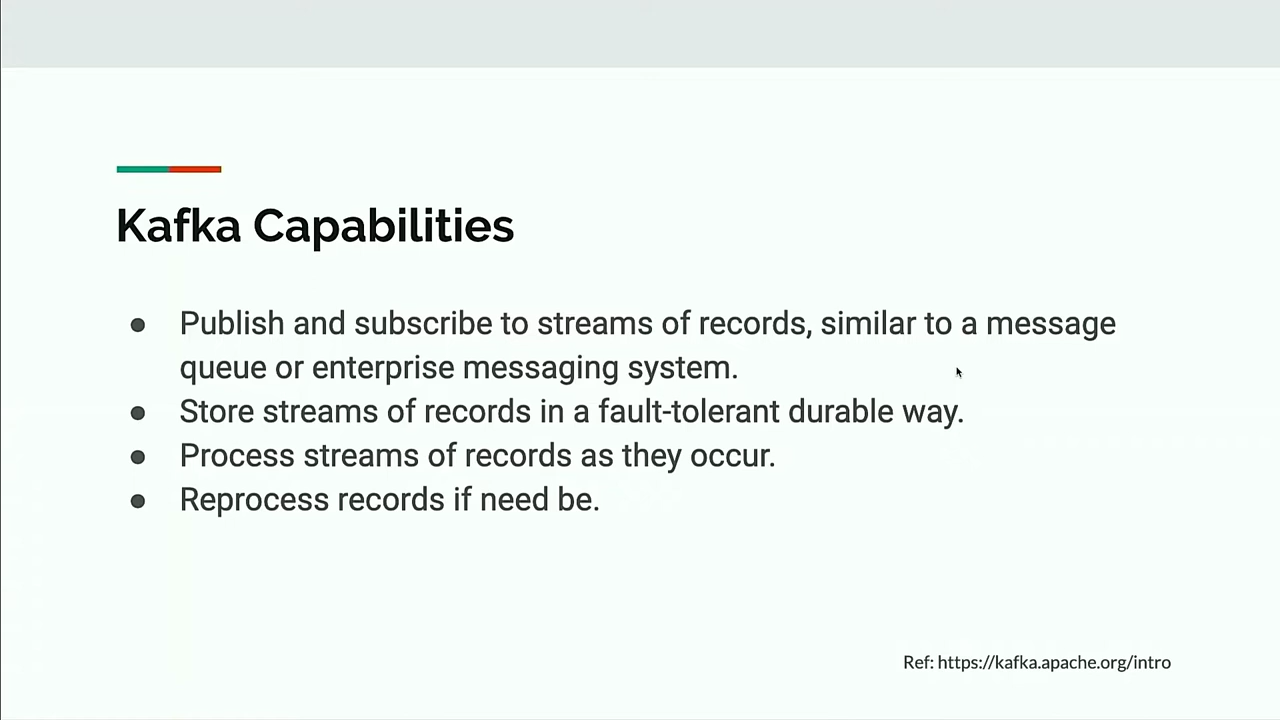 Kafka Capabilities
● Publish and subscribe to streams of records, similar to a message
queue or enterprise messaging system.
● Store streams of records in a fault-tolerant durable way.
● Process streams of records as they occur.
● Reprocess records if need be.
Ref: https://kafka.apache.org/intro